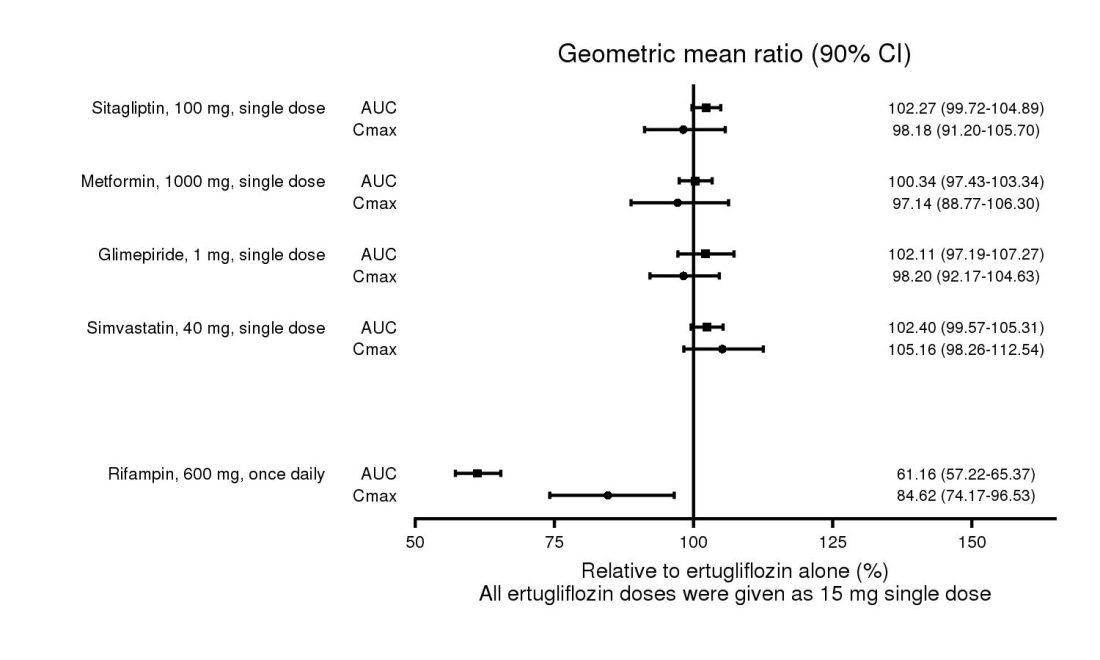 Geometric mean ratio (90% CI)
Sitagliptin, 100 mg, single dose AUC 102.27 (99.72-104.89)
Cmax 98.18 (91.20-105.70)
Metformin, 1000 mg, single dose AUC 100.34 (97.43-103.34)
Cmax 97.14 (88.77-106.30)
Glimepiride, 1 mg, single dose AUC 102.11 (97.19-107.27)
Cmax 98.20 (92.17-104.63)
Simvastatin, 40 mg, single dose AUC 102.40 (99.57-105.31)
Cmax 105.16 (98.26-112.54)
Rifampin, 600 mg, once daily AUC 61.16 (57.22-65.37)
Cmax 84.62 (74.17-96.53)
50 75 100 125 150
Relative to ertugliflozin alone (%)
All ertugliflozin doses were given as 15 mg single dose